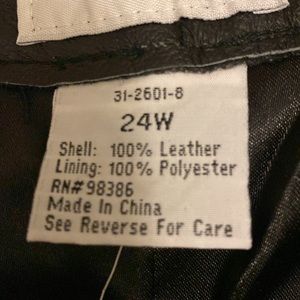 31-2601-8
24W
Shell: 100% Leather
Lining: 100% Polyester
RN#98386
Made In China
See Reverse For Care